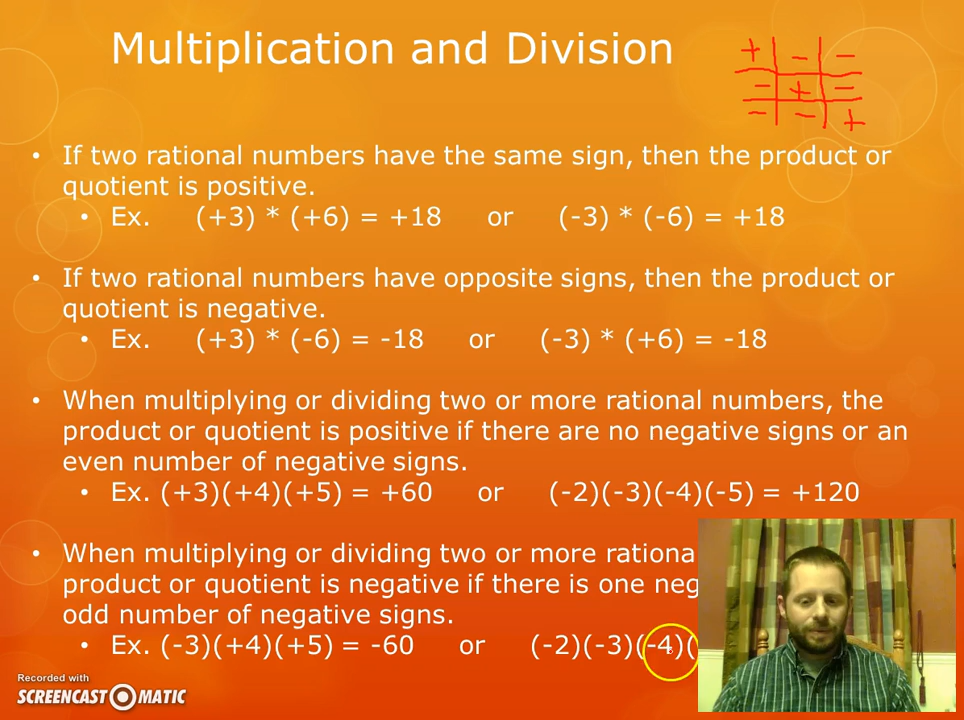 Multiplication and Division
+ - -
- + -
- - +
• If two rational numbers have the same sign, then the product or
quotient is positive.
• Ex. (+3) * (+6) = +18 or (-3) * (-6) = +18
• If two rational numbers have opposite signs, then the product or
quotient is negative.
• Ex. (+3) * (-6) = -18 or (-3) * (+6) = -18
• When multiplying or dividing two or more rational numbers, the
product or quotient is positive if there are no negative signs or an
even number of negative signs.
• Ex. (+3)(+4)(+5) = +60 or (-2)(-3)(-4)(-5) = +120
• When multiplying or dividing two or more rationa
product or quotient is negative if there is one neg
odd number of negative signs.
• Ex. (-3)(+4)(+5) = -60 or (-2)(-3)(-4)(
Recorded with
SCREENCAST-O-MATIC